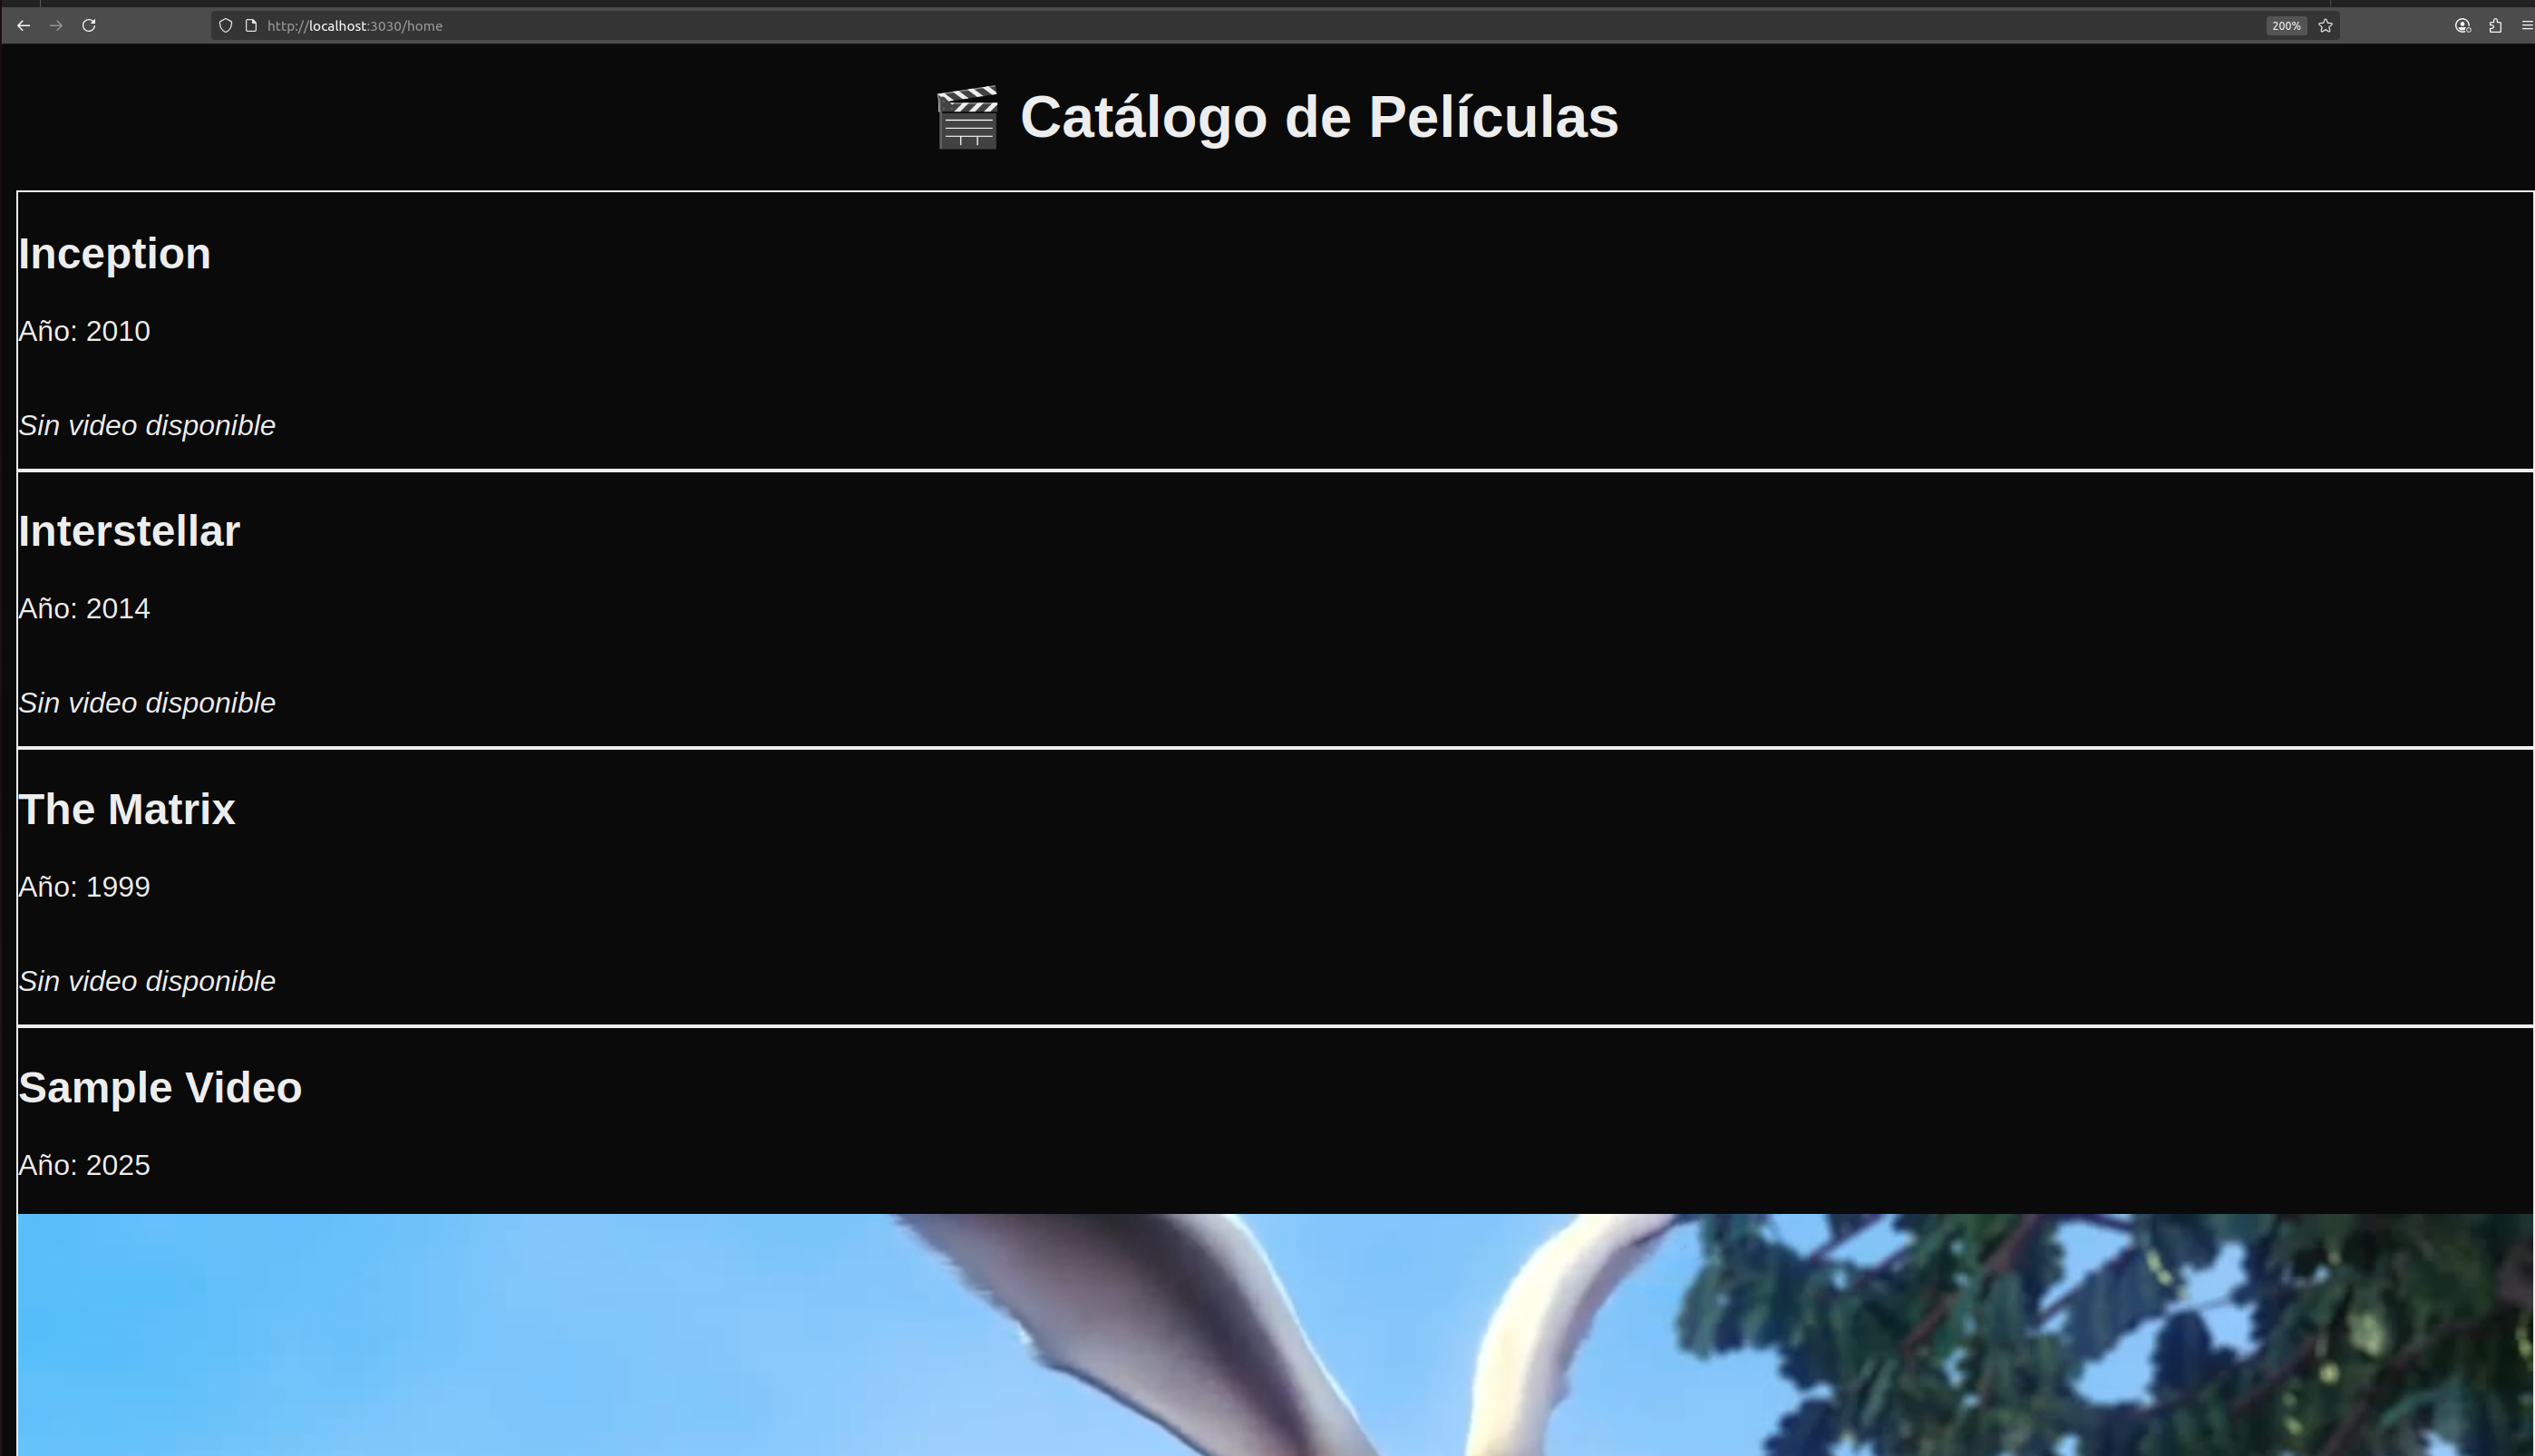 http://localhost:3030/home
200%
🎬 Catálogo de Películas
Inception
Año: 2010
Sin video disponible
Interstellar
Año: 2014
Sin video disponible
The Matrix
Año: 1999
Sin video disponible
Sample Video
Año: 2025